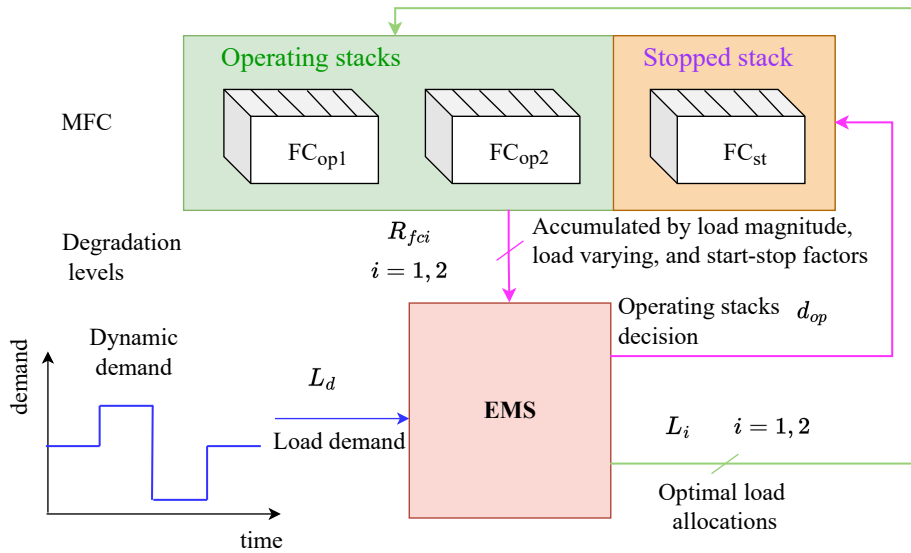 Operating stacks
Stopped stack
MFC
FCop1
FCop2
FCst
Degradation
levels
Rfci
i = 1, 2
Accumulated by load magnitude,
load varying, and start-stop factors
Operating stacks
decision
dop
Dynamic
demand
demand
time
Ld
Load demand
EMS
Li
i = 1, 2
Optimal load
allocations